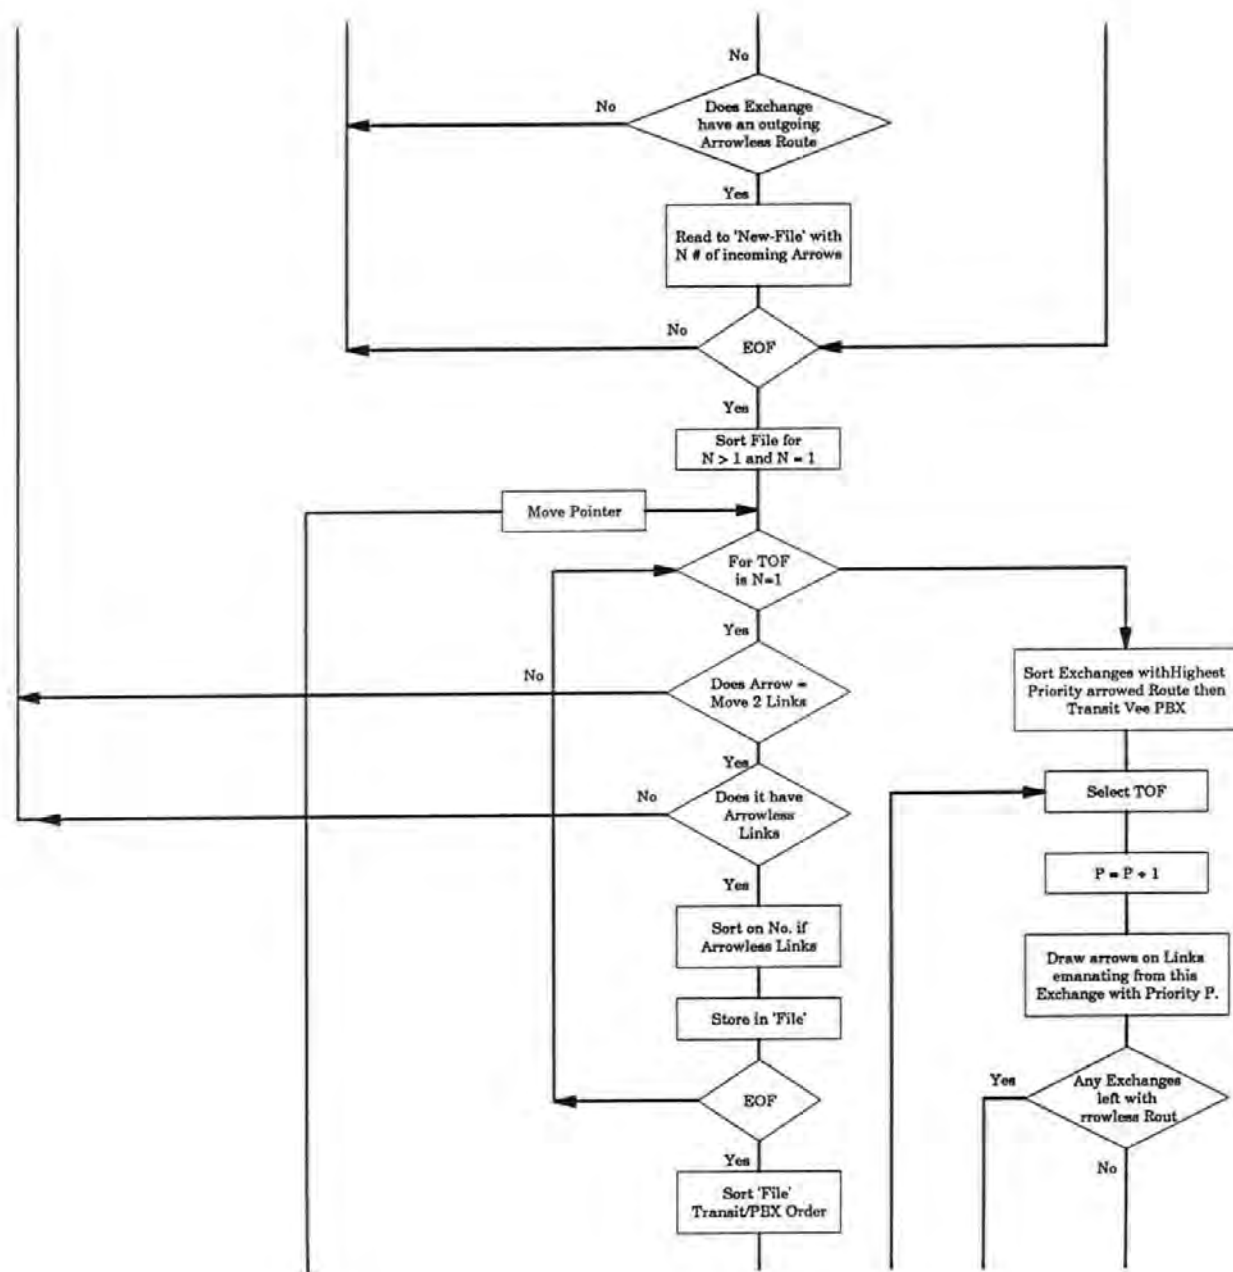 No
No
Does Exchange
have an outgoing
Arrowless Route
Yes
Read to 'New-File' with
N # of incoming Arrows
No
EOF
Yes
Sort File for
N > 1 and N = 1
Move Pointer
For TOF
is N=1
Yes
No
Does Arrow =
Move 2 Links
Sort Exchanges withHighest
Priority arrowed Route then
Transit Vee PBX
Yes
No
Does it have
Arrowless
Links
Select TOF
Yes
P = P + 1
Sort on No. if
Arrowless Links
Draw arrows on Links
emanating from this
Exchange with Priority P.
Store in 'File'
EOF
Yes
Any Exchanges
left with
rrowless Rout
Yes
No
Sort 'File'
Transit/PBX Order